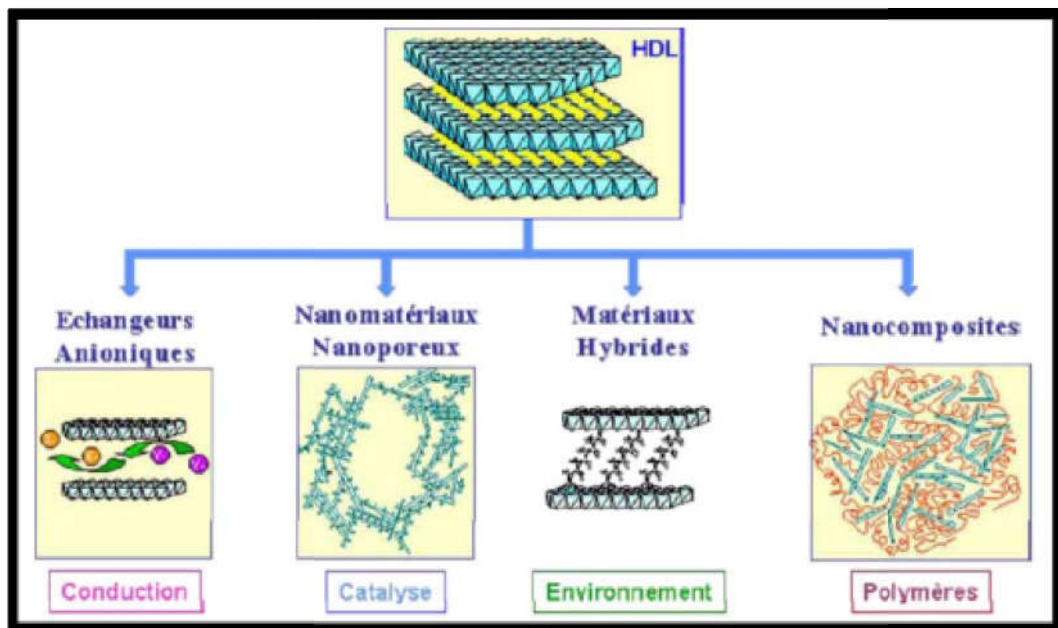 HDL
Echangeurs
Anioniques
Nanomatériaux
Nanoporeux
Matériaux
Hybrides
Nanocomposites
Conduction
Catalyse
Environnement
Polymères